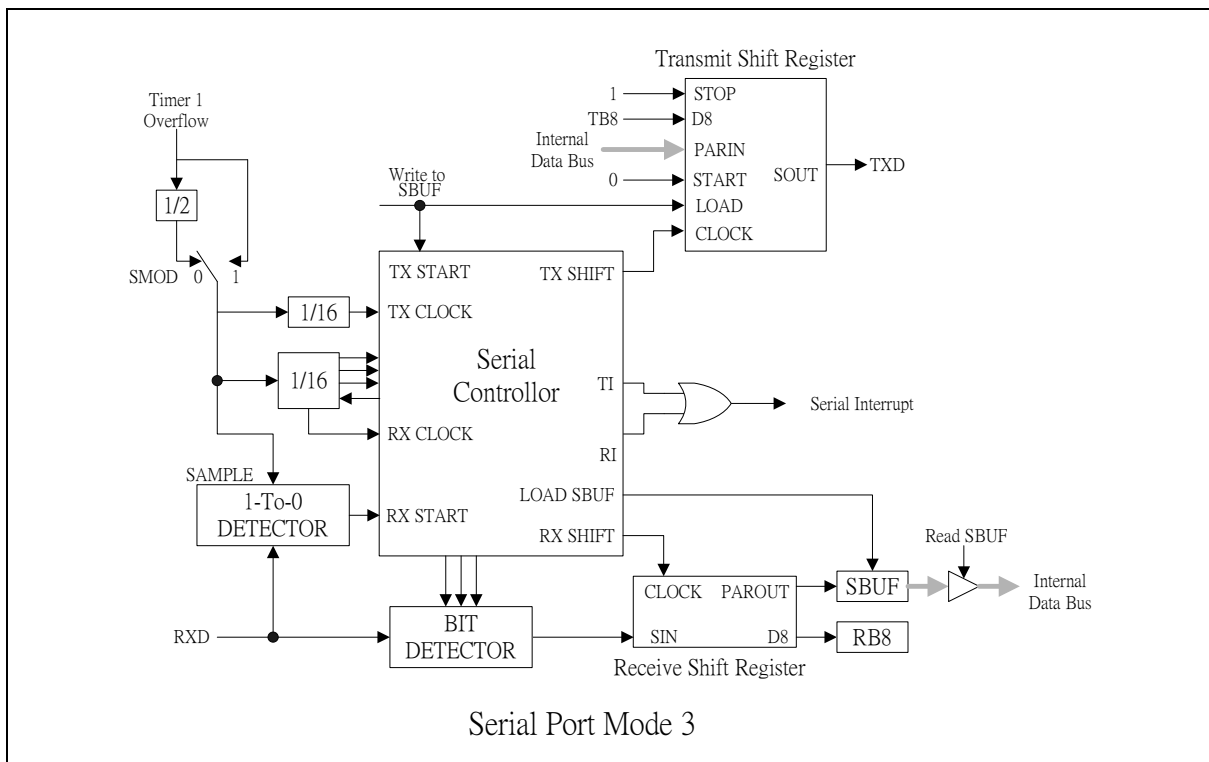 Transmit Shift Register
Timer 1
Overflow
1
STOP
TB8
D8
Internal
Data Bus
PARIN
SOUT
TXD
0
START
LOAD
CLOCK
Write to
SBUF
1/2
SMOD
0
1
TX START
TX SHIFT
1/16
TX CLOCK
1/16
Serial
Controllor
TI
Serial Interrupt
RX CLOCK
RI
SAMPLE
LOAD SBUF
1-To-0
DETECTOR
RX START
RX SHIFT
Read SBUF
CLOCK
PAROUT
SBUF
Internal
Data Bus
RXD
BIT
DETECTOR
SIN
D8
RB8
Receive Shift Register
Serial Port Mode 3